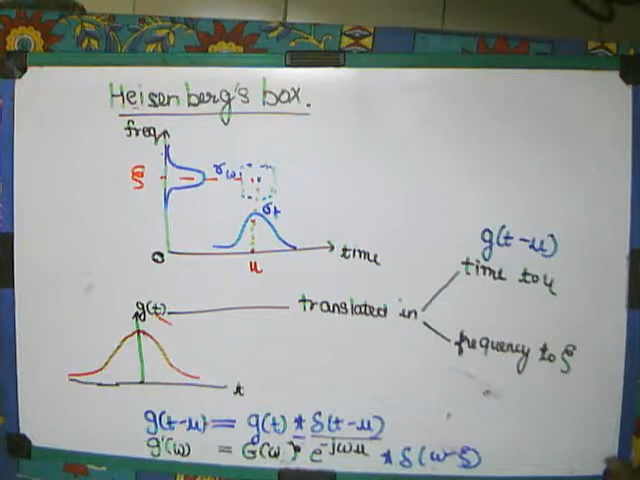 Heisenberg's box.
freq
ξ
σω
σt
0
u
time
g(t-u)
time to u
g(t)
translated in
frequency to ξ
t
g(t-u) = g(t) * δ(t-u)
g'(ω) = G(ω) · e^-jωu * δ(ω-ξ)